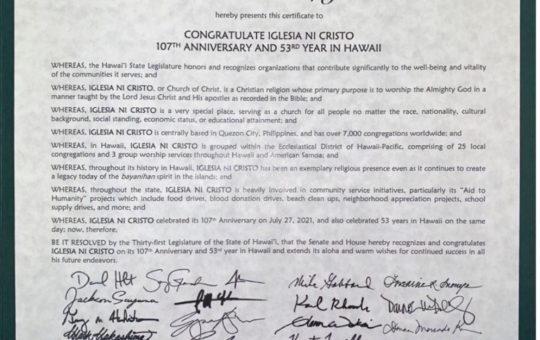 hereby presents this certificate to
CONGRATULATE IGLESIA NI CRISTO
107TH ANNIVERSARY AND 53RD YEAR IN HAWAII
WHEREAS, the Hawai'i State Legislature honors and recognizes organizations that contribute significantly to the well-being and vitality
of the communities it serves; and
WHEREAS, IGLESIA NI CRISTO, or Church of Christ, is a Christian religion whose primary purpose is to worship the Almighty God in a
manner taught by the Lord Jesus Christ and His apostles as recorded in the Bible; and
WHEREAS, IGLESIA NI CRISTO is a very special place, serving as a church for all people no matter the race, nationality, cultural
background, social standing, economic status, or educational attainment; and
WHEREAS, IGLESIA NI CRISTO is centrally based in Quezon City, Philippines, and has over 7,000 congregations worldwide; and
WHEREAS, in Hawaii, IGLESIA NI CRISTO is grouped within the Ecclesiastical District of Hawaii-Pacific, comprising of 25 local
congregations and 3 group worship services throughout Hawaii and American Samoa; and
WHEREAS, throughout its history in Hawaii, IGLESIA NI CRISTO has been an exemplary religious presence even as it continues to create
a legacy today of the bayanihan spirit in the islands; and
WHEREAS, throughout the state, IGLESIA NI CRISTO is heavily involved in community service initiatives, particularly its "Aid to
Humanity" projects which include food drives, blood donation drives, beach clean ups, neighborhood appreciation projects, school
supply drives, and more; and
WHEREAS, IGLESIA NI CRISTO celebrated its 107th Anniversary on July 27, 2021, and also celebrated 53 years in Hawaii on the same
day; now, therefore,
BE IT RESOLVED by the Thirty-first Legislature of the State of Hawai'i, that the Senate and House hereby recognizes and congratulates
IGLESIA NI CRISTO on its 107th Anniversary and 53rd year in Hawaii and extends its aloha and warm wishes for continued success in all
his future endeavors.
Mike Gabbard
Karl Rhoads